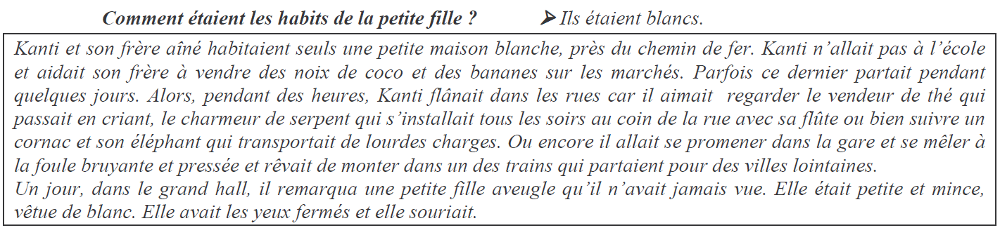 Comment étaient les habits de la petite fille ? ➢ Ils étaient blancs.
Kanti et son frère aîné habitaient seuls une petite maison blanche, près du chemin de fer. Kanti n’allait pas à l’école
et aidait son frère à vendre des noix de coco et des bananes sur les marchés. Parfois ce dernier partait pendant
quelques jours. Alors, pendant des heures, Kanti flânait dans les rues car il aimait regarder le vendeur de thé qui
passait en criant, le charmeur de serpent qui s’installait tous les soirs au coin de la rue avec sa flûte ou bien suivre un
cornac et son éléphant qui transportait de lourdes charges. Ou encore il allait se promener dans la gare et se mêler à
la foule bruyante et pressée et rêvait de monter dans un des trains qui partaient pour des villes lointaines.
Un jour, dans le grand hall, il remarqua une petite fille aveugle qu’il n’avait jamais vue. Elle était petite et mince,
vêtue de blanc. Elle avait les yeux fermés et elle souriait.